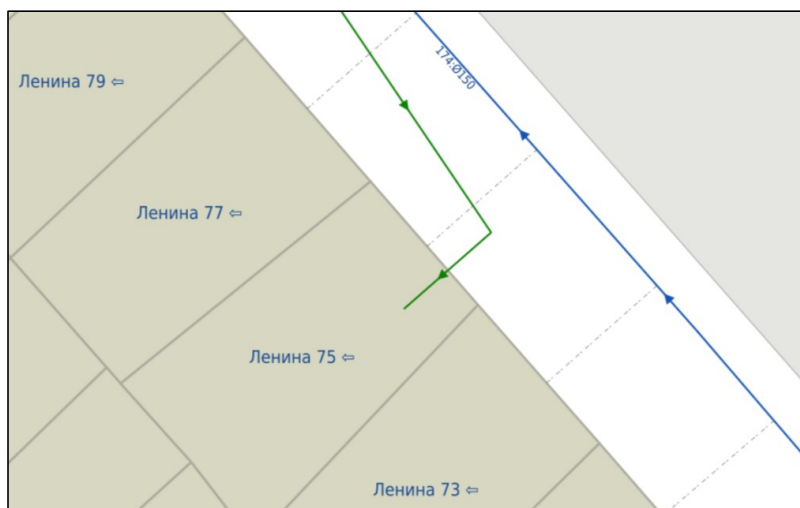 174:Ø150
Ленина 79 ⇦
Ленина 77 ⇦
Ленина 75 ⇦
Ленина 73 ⇦